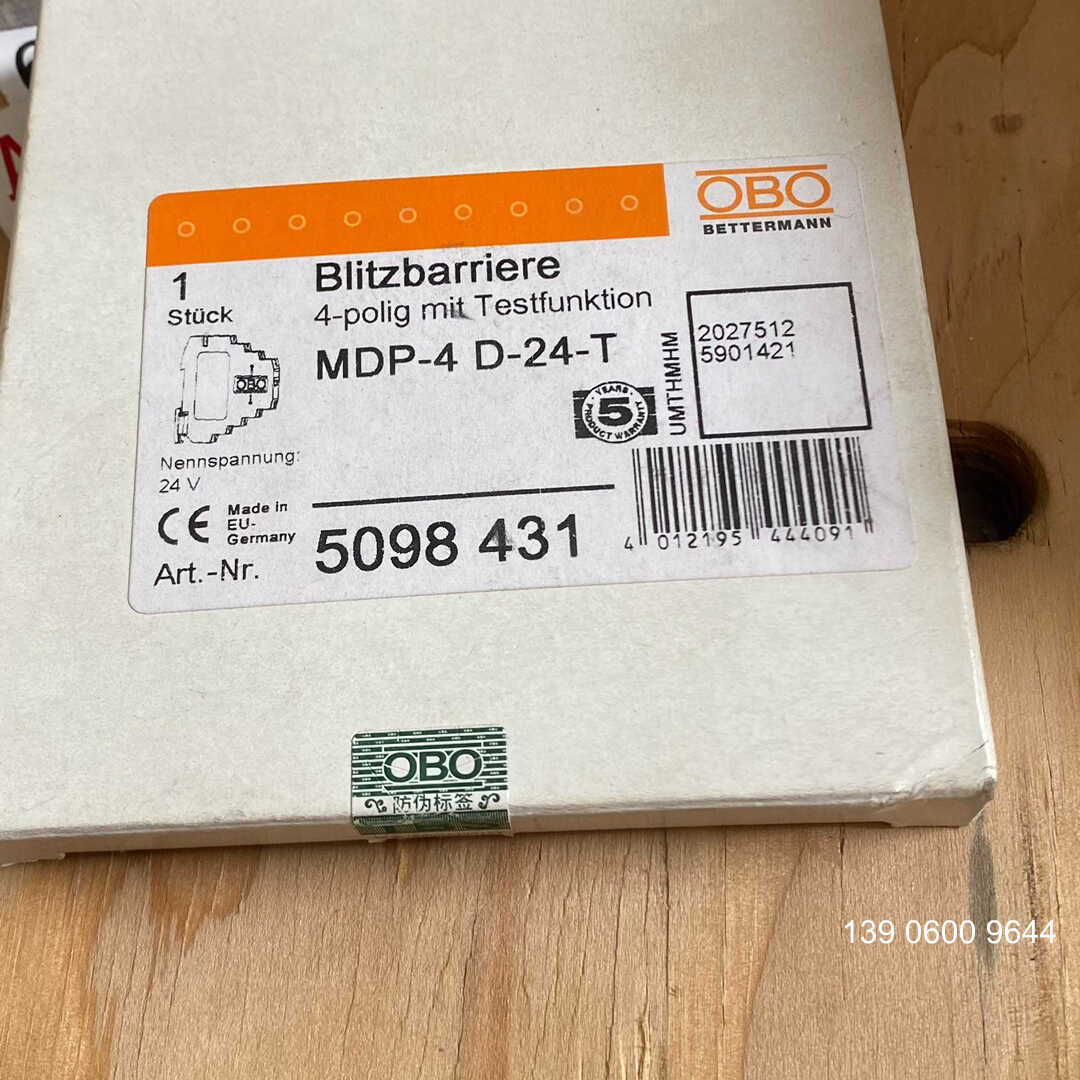 OBO
BETTERMANN
1
Stück
Blitzbarriere
4-polig mit Testfunktion
MDP-4 D-24-T
OBO
YEARS
5
PRODUCT WARRANTY
UMTHMHM
2027512
5901421
Nennspannung:
24 V
CE
Made in
EU-
Germany
Art.-Nr.
5098 431
4 012195 444091
OBO
防伪标签
139 0600 9644